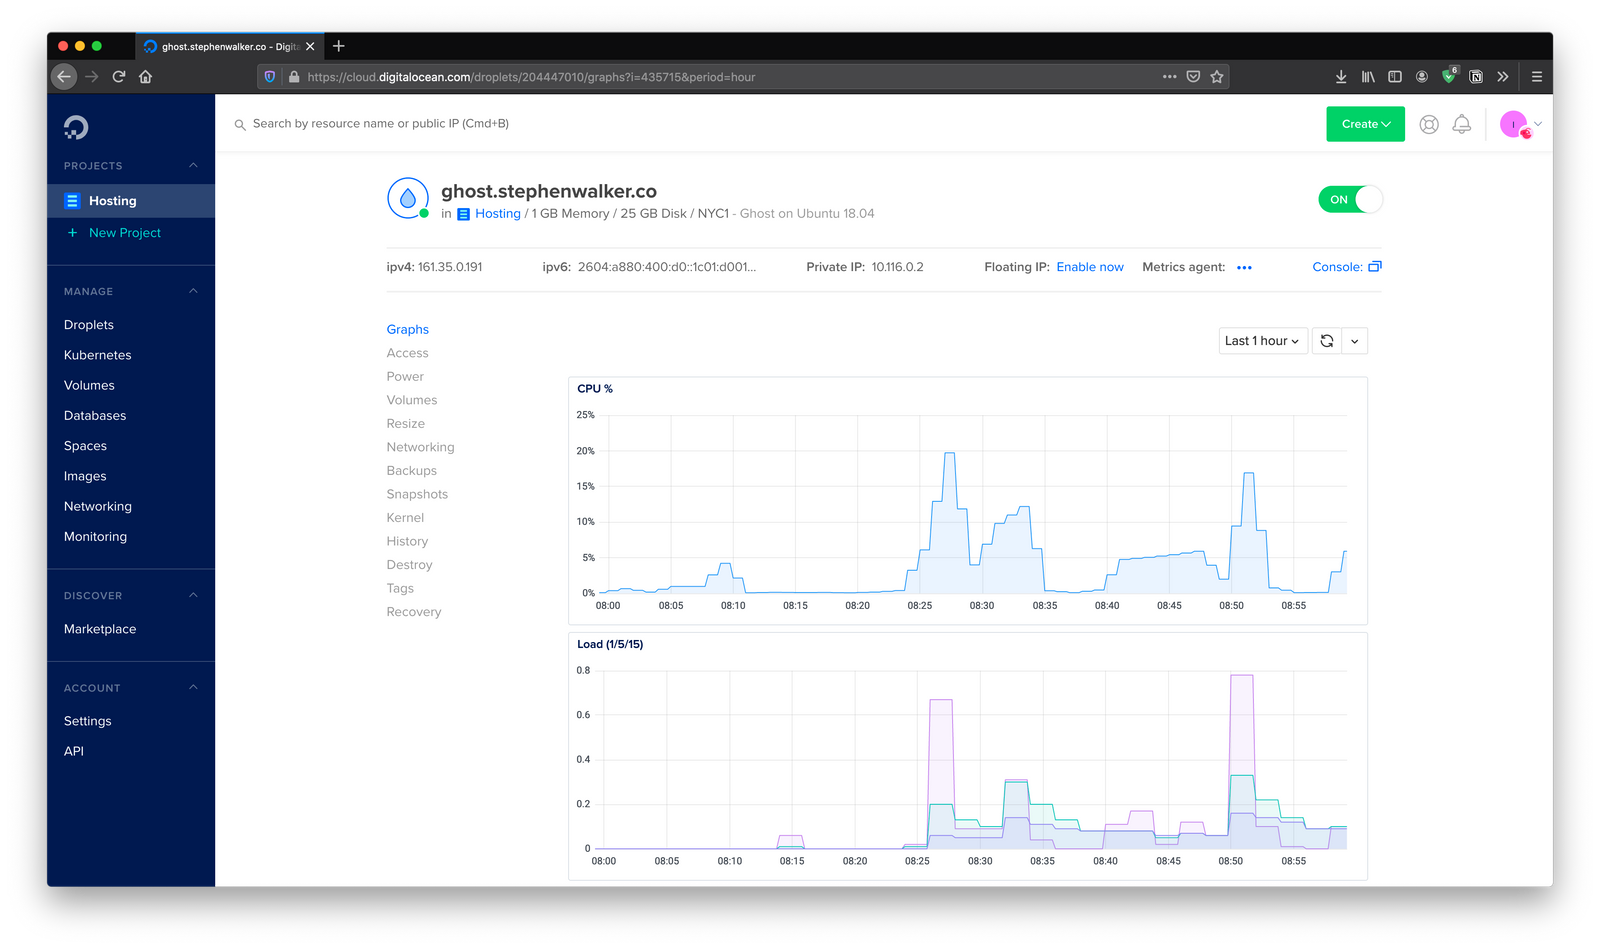 ghost.stephenwalker.co - Digita
https://cloud.digitalocean.com/droplets/204447010/graphs?i=435715&period=hour
6
PROJECTS
Hosting
+ New Project
MANAGE
Droplets
Kubernetes
Volumes
Databases
Spaces
Images
Networking
Monitoring
DISCOVER
Marketplace
ACCOUNT
Settings
API
Search by resource name or public IP (Cmd+B)
Create
I
ghost.stephenwalker.co
in Hosting / 1 GB Memory / 25 GB Disk / NYC1 - Ghost on Ubuntu 18.04
ON
ipv4: 161.35.0.191 ipv6: 2604:a880:400:d0::1c01:d001... Private IP: 10.116.0.2 Floating IP: Enable now Metrics agent: ••• Console:
Graphs
Access
Power
Volumes
Resize
Networking
Backups
Snapshots
Kernel
History
Destroy
Tags
Recovery
Last 1 hour
CPU %
25%
20%
15%
10%
5%
0%
08:00 08:05 08:10 08:15 08:20 08:25 08:30 08:35 08:40 08:45 08:50 08:55
Load (1/5/15)
0.8
0.6
0.4
0.2
0
08:00 08:05 08:10 08:15 08:20 08:25 08:30 08:35 08:40 08:45 08:50 08:55